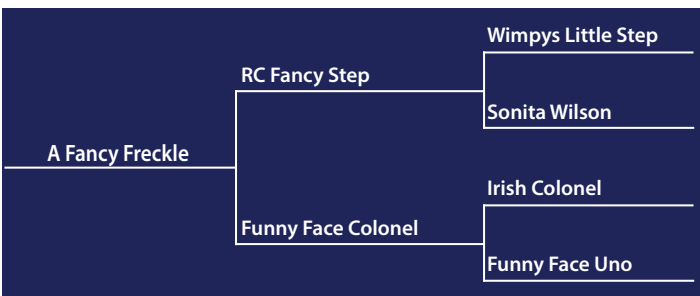 Wimpys Little Step
RC Fancy Step
Sonita Wilson
A Fancy Freckle
Irish Colonel
Funny Face Colonel
Funny Face Uno